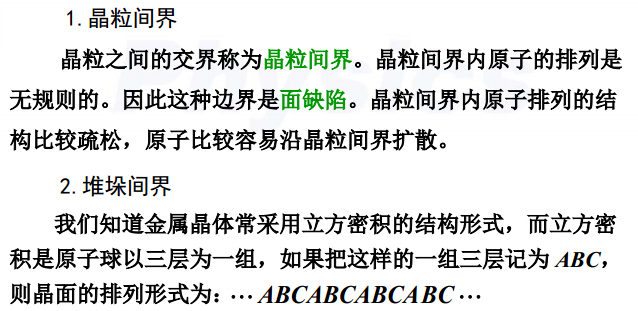 1.晶粒间界
晶粒之间的交界称为晶粒间界。晶粒间界内原子的排列是
无规则的。因此这种边界是面缺陷。晶粒间界内原子排列的结
构比较疏松，原子比较容易沿晶粒间界扩散。
2.堆垛间界
我们知道金属晶体常采用立方密积的结构形式，而立方密
积是原子球以三层为一组，如果把这样的一组三层记为 ABC，
则晶面的排列形式为：··· ABCABCABCABC ···